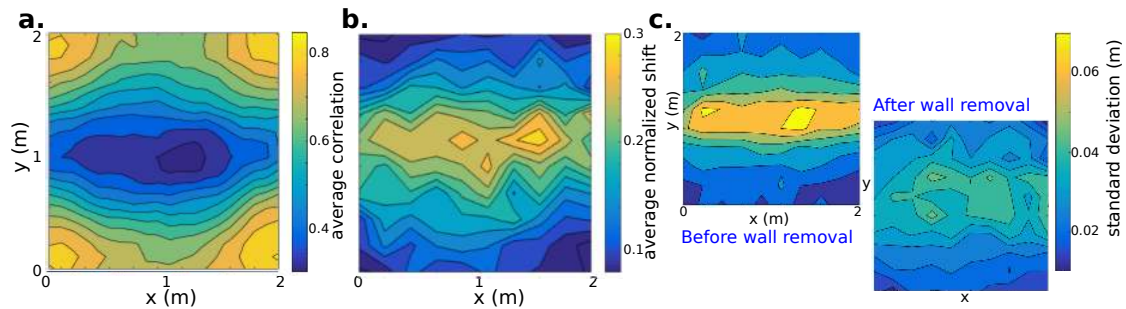 a.
2
y (m)
1
0
0
1
2
x (m)
0.8
0.6
0.4
average correlation
b.
0
1
2
x (m)
0.3
0.2
0.1
average normalized shift
c.
2
y (m)
0
0
2
x (m)
Before wall removal
After wall removal
y
x
0.06
0.02
standard deviation (m)